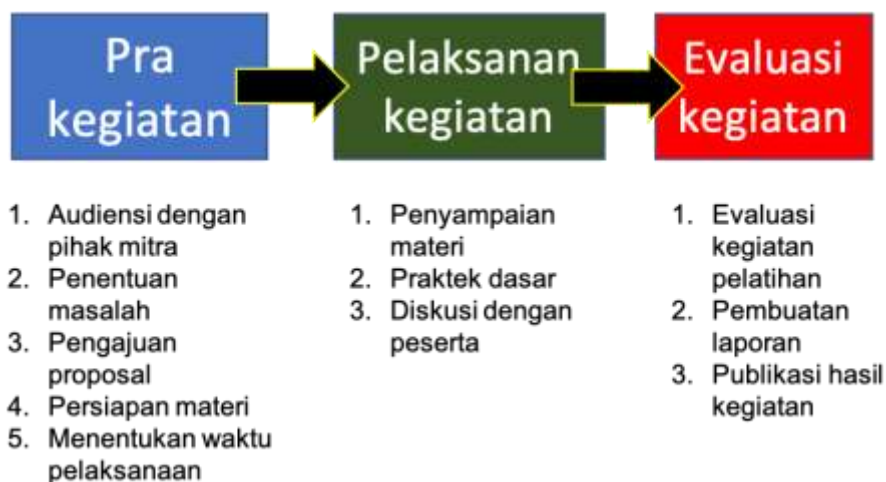 Pra
kegiatan
Pelaksanan
kegiatan
Evaluasi
kegiatan
1. Audiensi dengan
pihak mitra
2. Penentuan
masalah
3. Pengajuan
proposal
4. Persiapan materi
5. Menentukan waktu
pelaksanaan
1. Penyampaian
materi
2. Praktek dasar
3. Diskusi dengan
peserta
1. Evaluasi
kegiatan
pelatihan
2. Pembuatan
laporan
3. Publikasi hasil
kegiatan